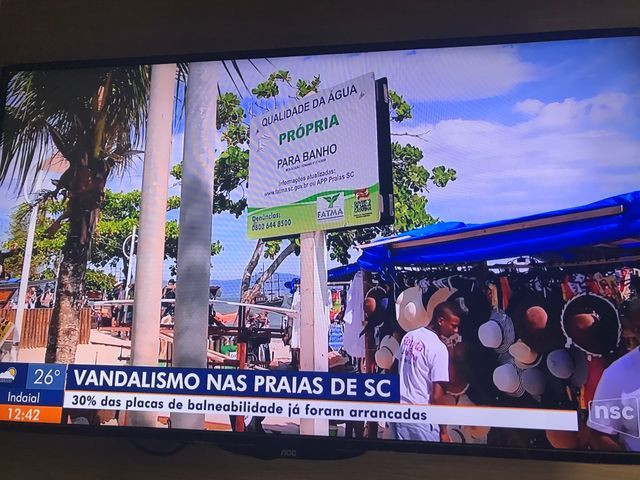 QUALIDADE DA ÁGUA
PRÓPRIA
PARA BANHO
Informações atualizadas:
www.fatma.sc.gov.br ou APP Praias SC
Denúncias:
0800 644 8500
FATMA
26°
Indaial
12:42
VANDALISMO NAS PRAIAS DE SC
30% das placas de balneabilidade já foram arrancadas
nsc
AOC